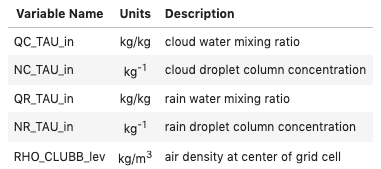 Variable Name Units Description
QC_TAU_in kg/kg cloud water mixing ratio
NC_TAU_in kg⁻¹ cloud droplet column concentration
QR_TAU_in kg/kg rain water mixing ratio
NR_TAU_in kg⁻¹ rain droplet column concentration
RHO_CLUBB_lev kg/m³ air density at center of grid cell